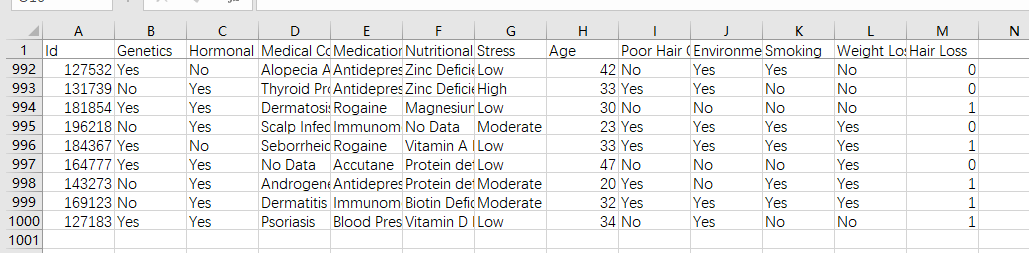 A B C D E F G H I J K L M N
1 Id Genetics Hormonal Medical Co Medication Nutritional Stress Age Poor Hair Environme Smoking Weight Los Hair Loss
992 127532 Yes No Alopecia A Antidepres Zinc Deficie Low 42 No Yes Yes No 0
993 131739 No Yes Thyroid Pro Antidepres Zinc Deficie High 33 Yes Yes No No 0
994 181854 Yes Yes Dermatosis Rogaine Magnesium Low 30 No No No No 1
995 196218 No Yes Scalp Infec Immunom No Data Moderate 23 Yes Yes Yes Yes 0
996 184367 Yes No Seborrheic Rogaine Vitamin A Low 33 Yes Yes Yes Yes 1
997 164777 Yes Yes No Data Accutane Protein def Low 47 No No No Yes 0
998 143273 No Yes Androgene Antidepres Protein def Moderate 20 Yes No Yes Yes 1
999 169123 No Yes Dermatitis Immunom Biotin Defic Moderate 32 Yes Yes Yes Yes 1
1000 127183 Yes Yes Psoriasis Blood Pres Vitamin D Low 34 No Yes No No 1
1001